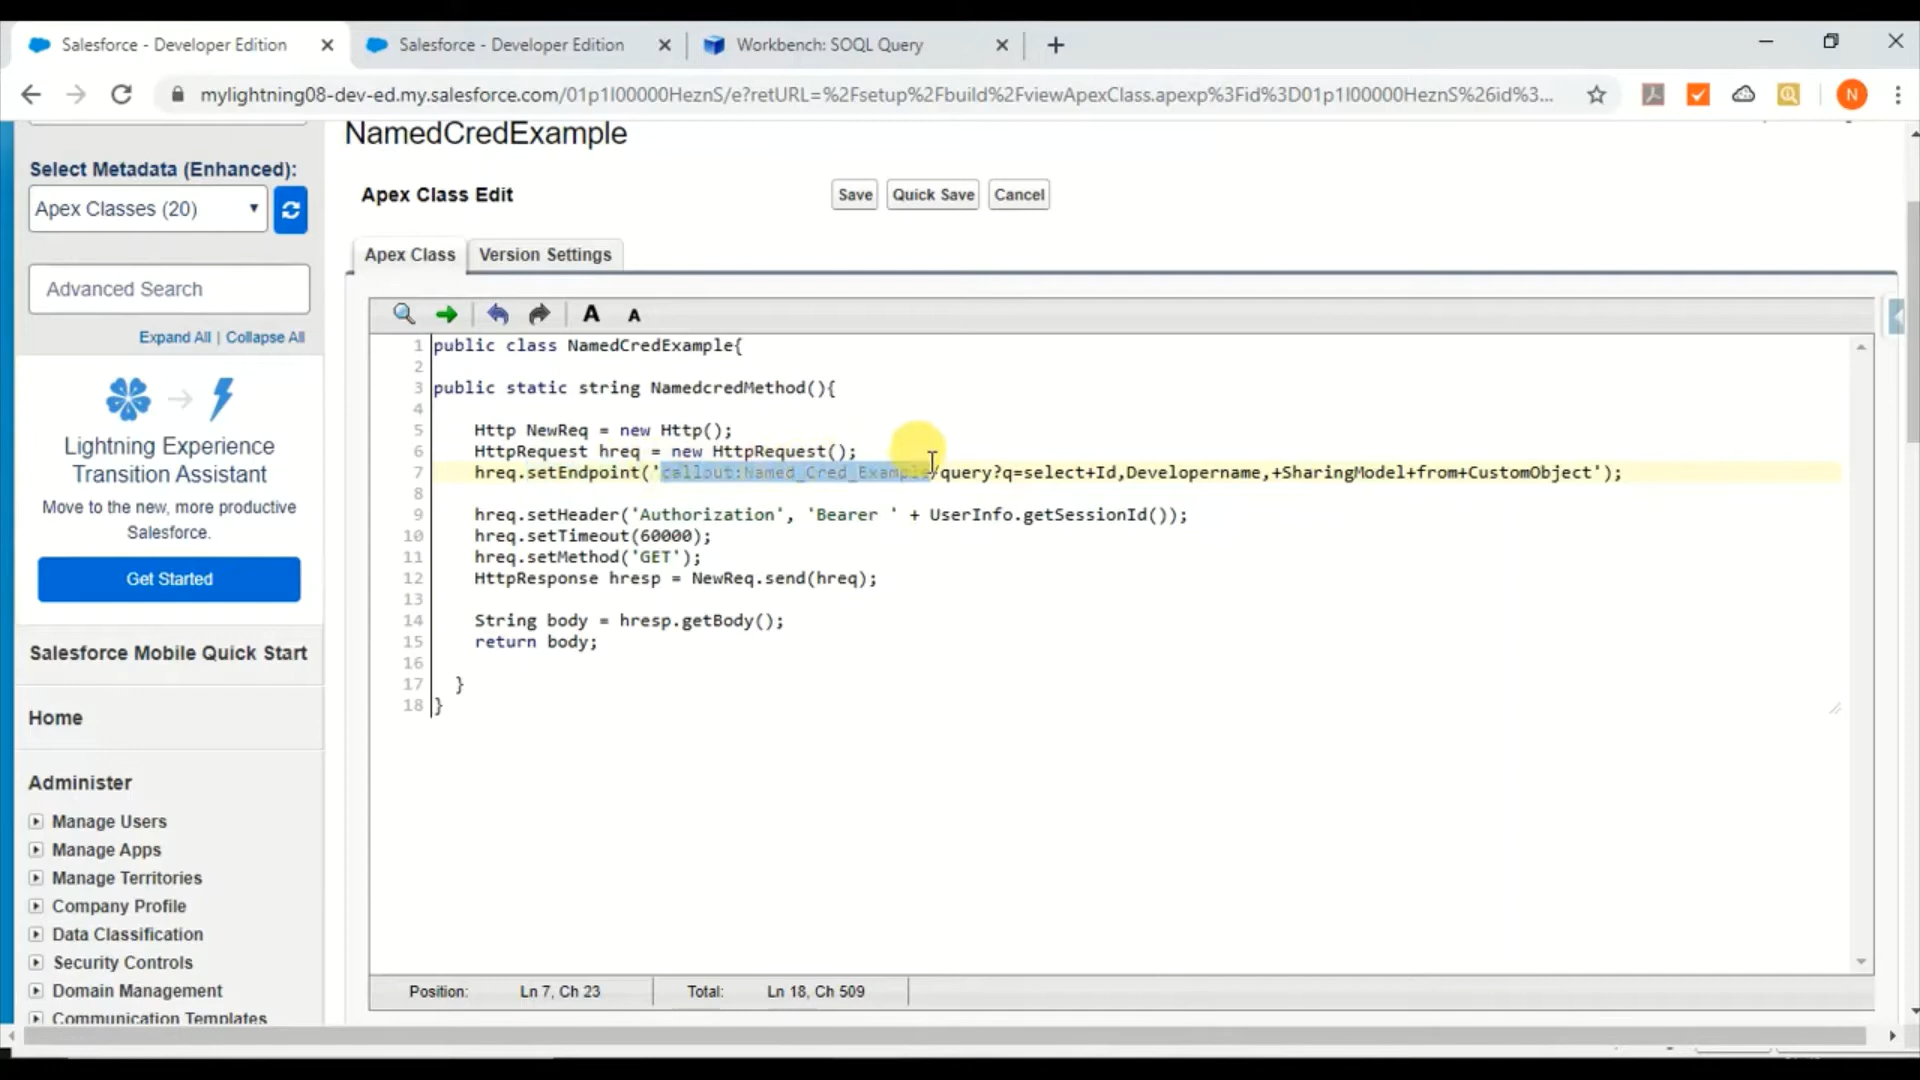 Salesforce - Developer Edition
Salesforce - Developer Edition
Workbench: SOQL Query
mylightning08-dev-ed.my.salesforce.com/01p1I00000HeznS/e?retURL=%2Fsetup%2Fbuild%2FviewApexClass.apexp%3Fid%3D01p1I00000HeznS%26id%3...
N
Select Metadata (Enhanced):
Apex Classes (20)
Advanced Search
Expand All | Collapse All
Lightning Experience
Transition Assistant
Move to the new, more productive
Salesforce.
Get Started
Salesforce Mobile Quick Start
Home
Administer
Manage Users
Manage Apps
Manage Territories
Company Profile
Data Classification
Security Controls
Domain Management
Communication Templates
NamedCredExample
Apex Class Edit
Save
Quick Save
Cancel
Apex Class
Version Settings
A A
1 public class NamedCredExample{
2
3 public static string NamedcredMethod(){
4
5 Http NewReq = new Http();
6 HttpRequest hreq = new HttpRequest();
7 hreq.setEndpoint('callout:Named_Cred_Example/query?q=select+Id,Developername,+SharingModel+from+CustomObject');
8
9 hreq.setHeader('Authorization', 'Bearer ' + UserInfo.getSessionId());
10 hreq.setTimeout(60000);
11 hreq.setMethod('GET');
12 HttpResponse hresp = NewReq.send(hreq);
13
14 String body = hresp.getBody();
15 return body;
16
17 }
18 }
Position: Ln 7, Ch 23 Total: Ln 18, Ch 509